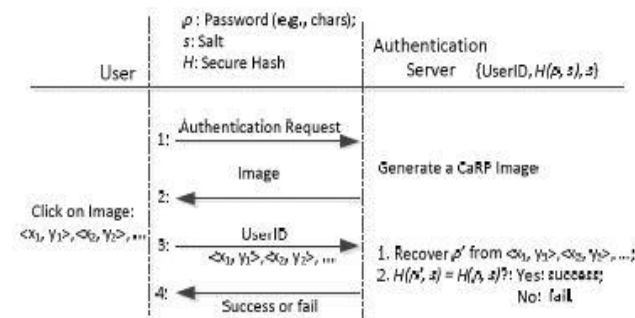 ρ: Password (e.g., chars);
s: Salt
H: Secure Hash
User
Authentication
Server {UserID, H(ρ, s), s}
1: Authentication Request
Image
Generate a CaRP Image
2:
Click on Image:
<x₁, y₁>,<x₂, y₂>, ...
3: UserID
<x₁, y₁>,<x₂, y₂>, ...
1. Recover ρ' from <x₁, y₁>,<x₂, y₂>, ...;
2. H(ρ', s) = H(ρ, s)?: Yes: success;
No: fail
4:
Success or fail